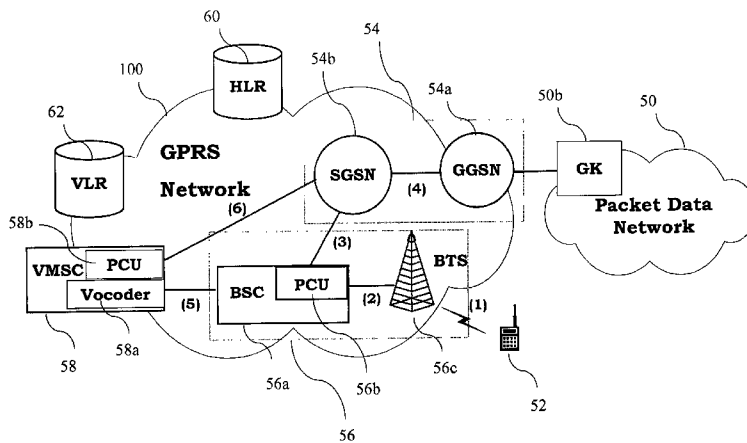 60
54
54b
HLR
54a
100
50b
50
62
GPRS
Network
VLR
SGSN
GGSN
GK
(4)
Packet Data
Network
58b
(6)
(3)
VMSC
PCU
BTS
Vocoder
BSC
PCU
(5)
(2)
(1)
58
58a
56a
56b
56c
52
56